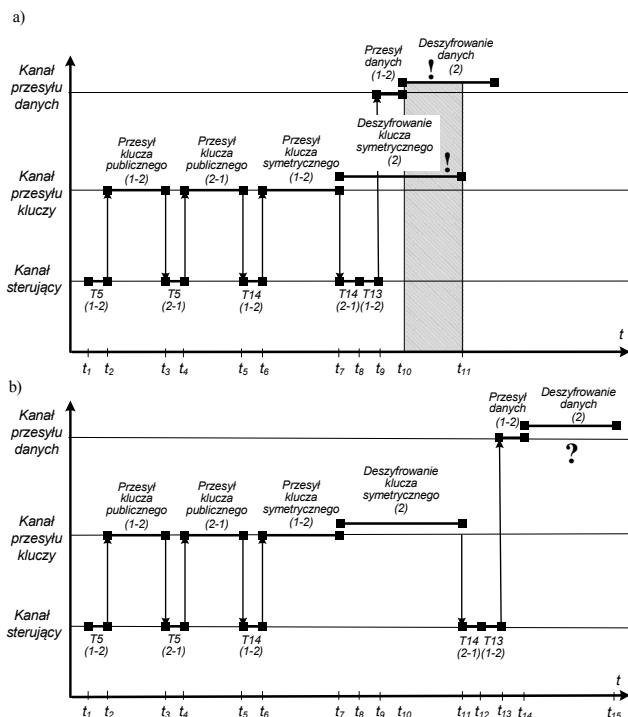 a)
Kanał
przesyłu
danych
Przesył
danych
(1-2)
Deszyfrowanie
danych
(2)
!
Przesył
klucza
publicznego
(1-2)
Przesył
klucza
publicznego
(2-1)
Przesył
klucza
symetrycznego
(1-2)
Deszyfrowanie
klucza
symetrycznego
(2)
!
Kanał
przesyłu
kluczy
Kanał
sterujący
T5
(1-2)
T5
(2-1)
T14
(1-2)
T14
(2-1)
T13
(1-2)
t
t1 t2 t3 t4 t5 t6 t7 t8 t9 t10 t11
b)
Kanał
przesyłu
danych
Przesył
danych
(1-2)
Deszyfrowanie
danych
(2)
?
Przesył
klucza
publicznego
(1-2)
Przesył
klucza
publicznego
(2-1)
Przesył
klucza
symetrycznego
(1-2)
Deszyfrowanie
klucza
symetrycznego
(2)
Kanał
przesyłu
kluczy
Kanał
sterujący
T5
(1-2)
T5
(2-1)
T14
(1-2)
T14
(2-1)
T13
(1-2)
t
t1 t2 t3 t4 t5 t6 t7 t8 t9 t10 t11 t12 t13 t14 t15